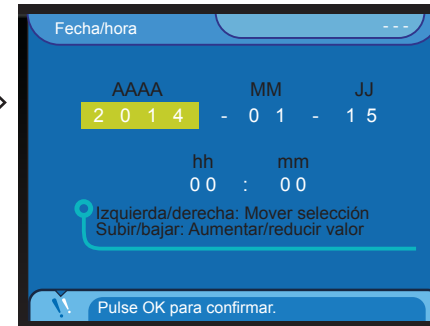 Fecha/hora - - -
AAAA MM JJ
2 0 1 4 - 0 1 - 1 5
hh mm
0 0 : 0 0
Izquierda/derecha: Mover selección
Subir/bajar: Aumentar/reducir valor
Pulse OK para confirmar.